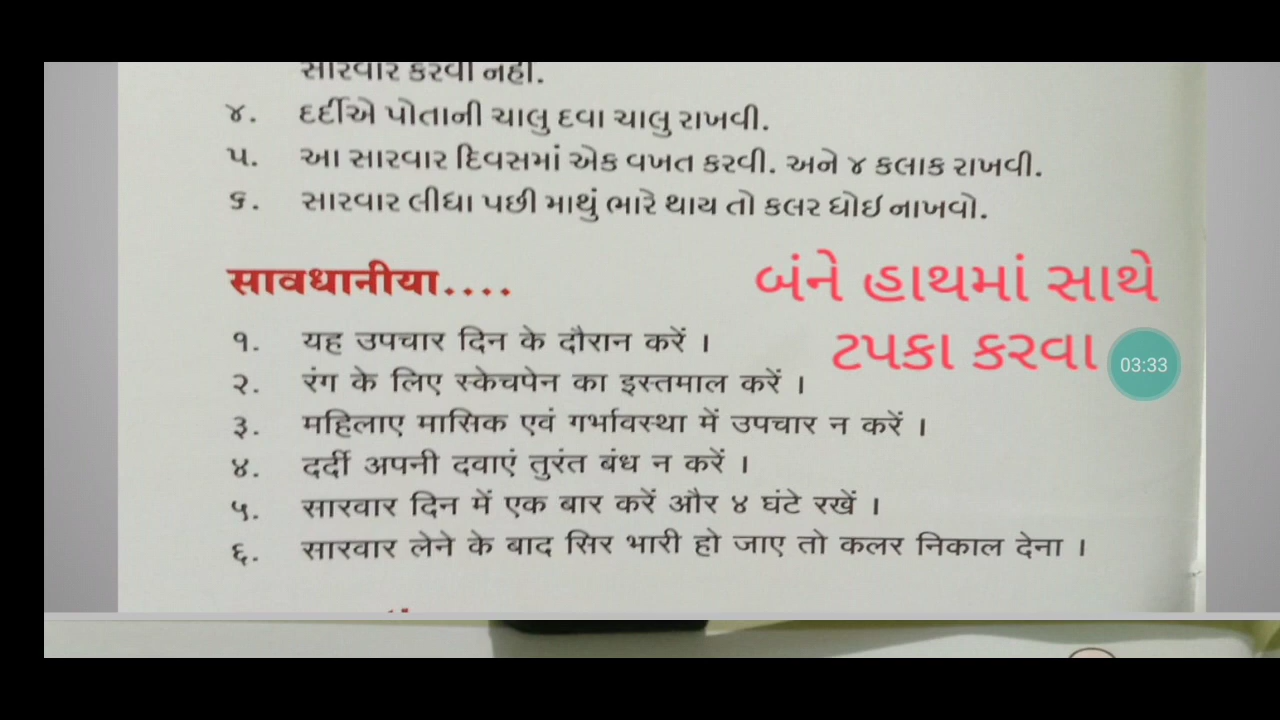 સારવાર કરવી નહી.
૪. દર્દીએ પોતાની ચાલુ દવા ચાલુ રાખવી.
૫. આ સારવાર દિવસમાં એક વખત કરવી. અને ૪ કલાક રાખવી.
૬. સારવાર લીધા પછી માથું ભારે થાય તો કલર ધોઈ નાખવો.
सावधानीया....
બંને હાથમાં સાથે
ટપકા કરવા
03:33
१. यह उपचार दिन के दौरान करें ।
२. रंग के लिए स्केचपेन का इस्तमाल करें ।
३. महिलाए मासिक एवं गर्भावस्था में उपचार न करें ।
४. दर्दी अपनी दवाएं तुरंत बंध न करें ।
५. सारवार दिन में एक बार करें और ४ घंटे रखें ।
६. सारवार लेने के बाद सिर भारी हो जाए तो कलर निकाल देना ।